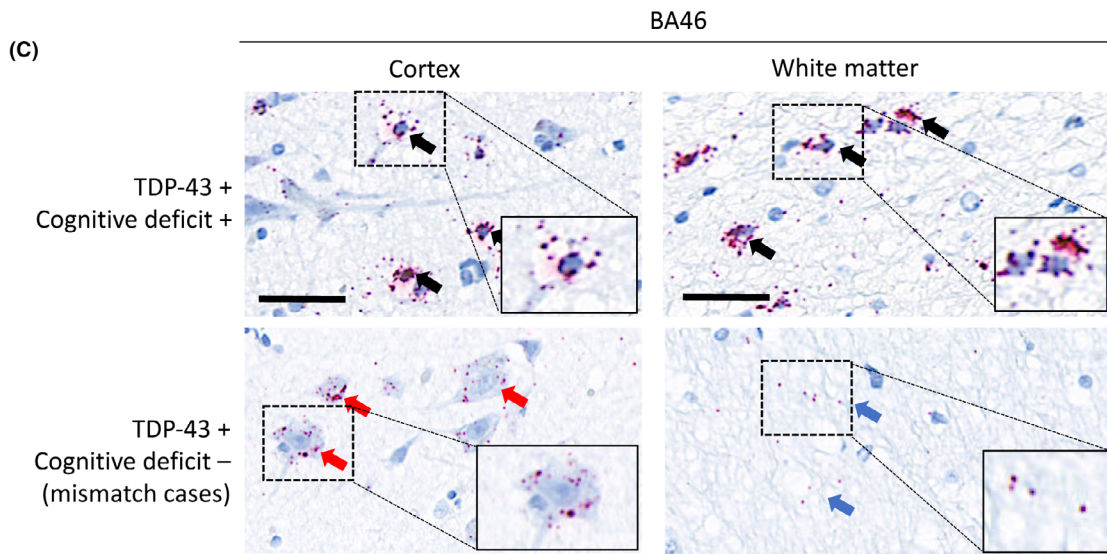 BA46
(C)
Cortex
White matter
TDP-43 +
Cognitive deficit +
TDP-43 +
Cognitive deficit –
(mismatch cases)